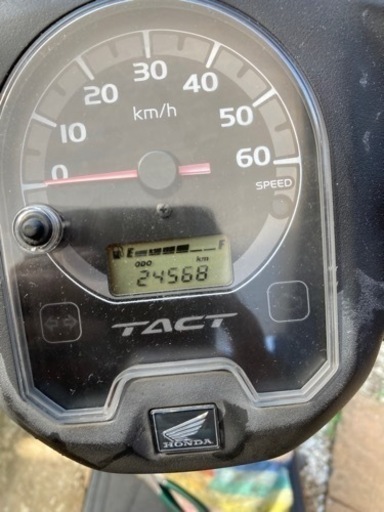 0 10 20 30 40 50 60
km/h
SPEED
E F
ODO km
24568
TACT
HONDA